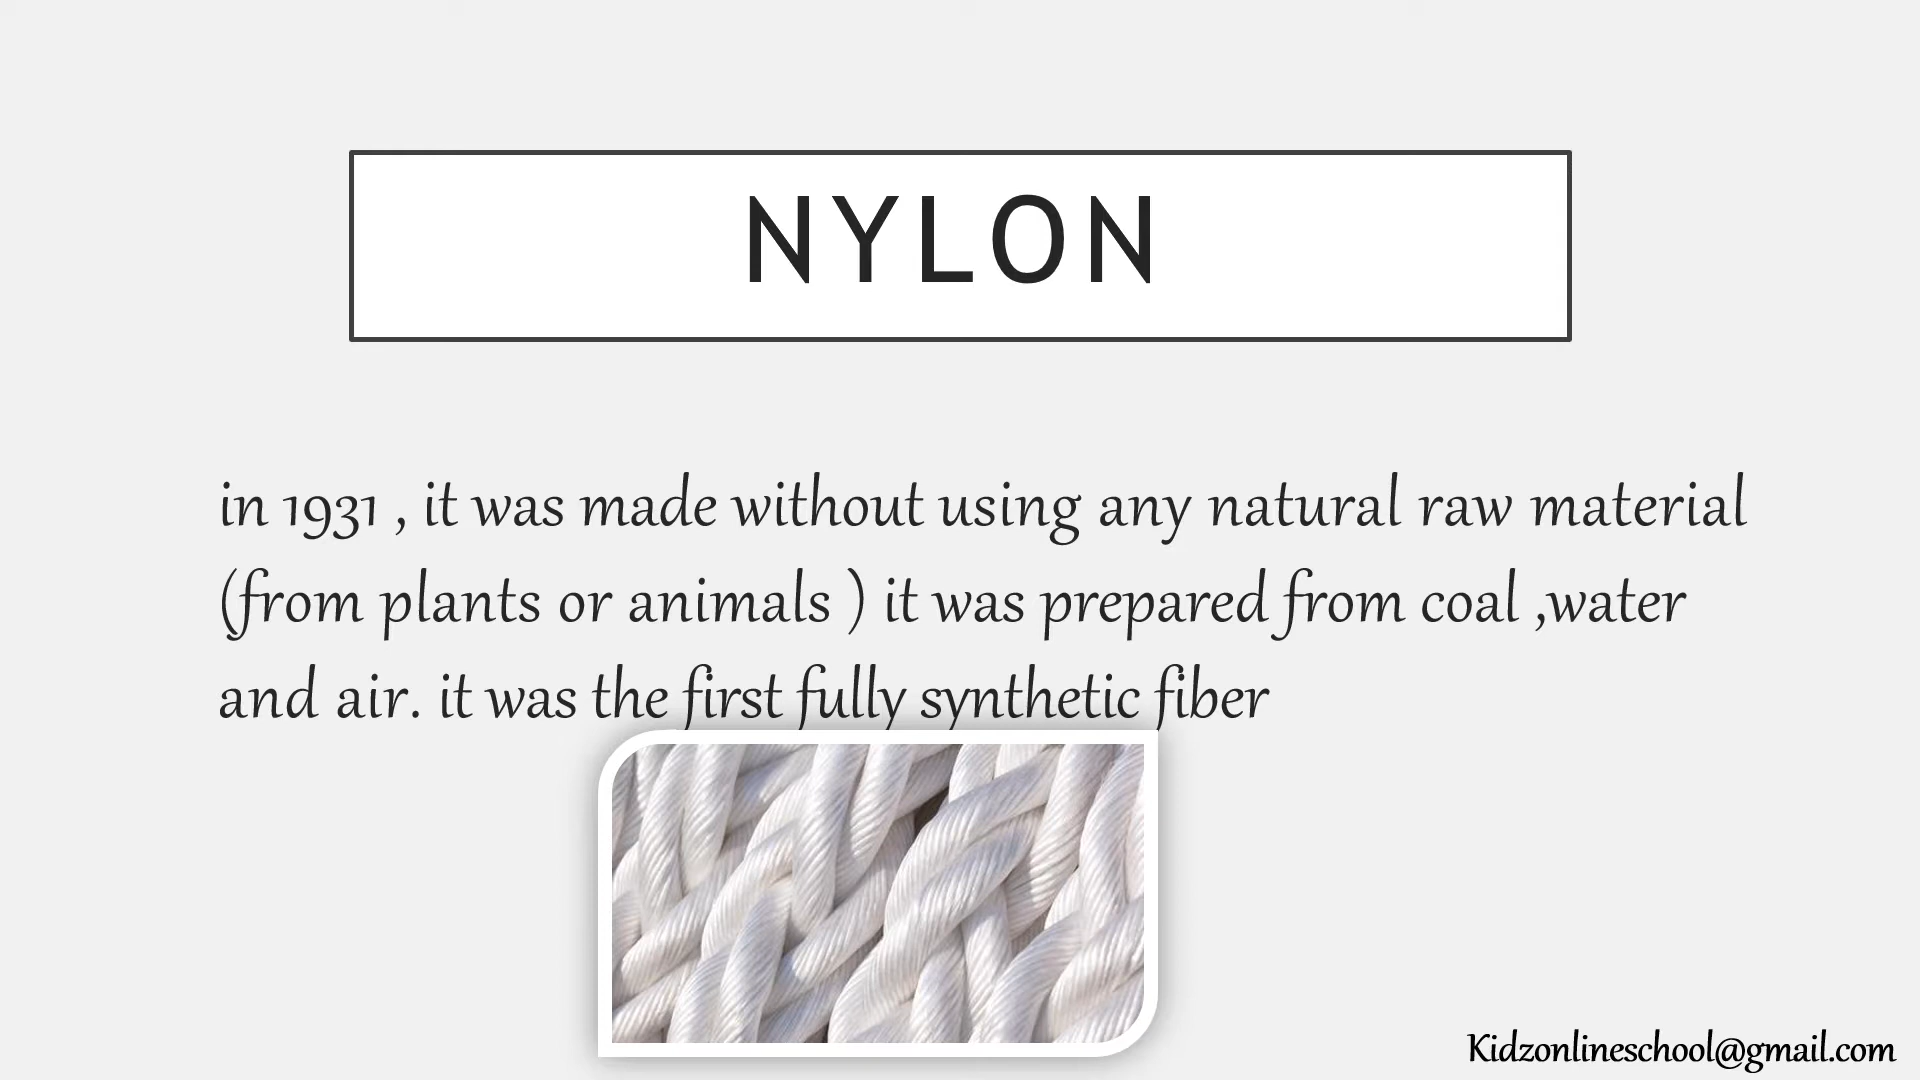 NYLON
in 1931 , it was made without using any natural raw material
(from plants or animals ) it was prepared from coal ,water
and air. it was the first fully synthetic fiber
Kidzonlineschool@gmail.com